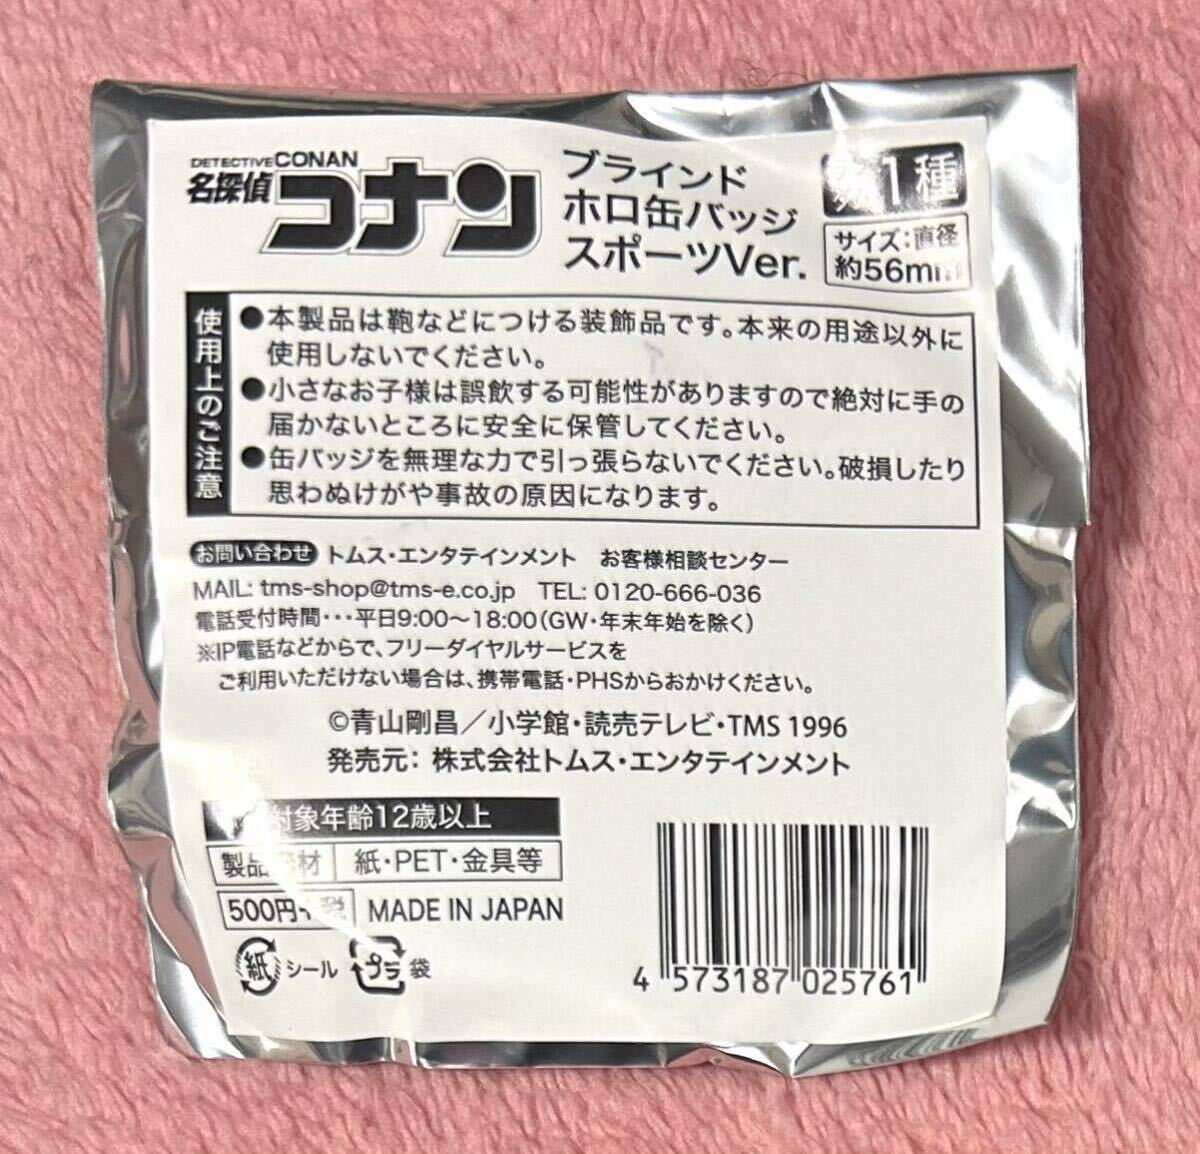 DETECTIVE CONAN
名探偵コナン
ブラインド
ホロ缶バッジ
スポーツVer.
ランダム1種
サイズ：直径
約56mm
使用上のご注意
●本製品は鞄などにつける装飾品です。本来の用途以外に
使用しないでください。
●小さなお子様は誤飲する可能性がありますので絶対に手の
届かないところに安全に保管してください。
●缶バッジを無理な力で引っ張らないでください。破損したり
思わぬけがや事故の原因になります。
お問い合わせ トムス・エンタテインメント お客様相談センター
MAIL: tms-shop@tms-e.co.jp TEL: 0120-666-036
電話受付時間・・・平日9:00～18:00（GW・年末年始を除く）
※IP電話などからで、フリーダイヤルサービスを
ご利用いただけない場合は、携帯電話・PHSからおかけください。
©青山剛昌／小学館・読売テレビ・TMS 1996
発売元：株式会社トムス・エンタテインメント
対象年齢12歳以上
製品素材 紙・PET・金具等
500円+税 MADE IN JAPAN
紙 シール プラ 袋
4 573187 025761